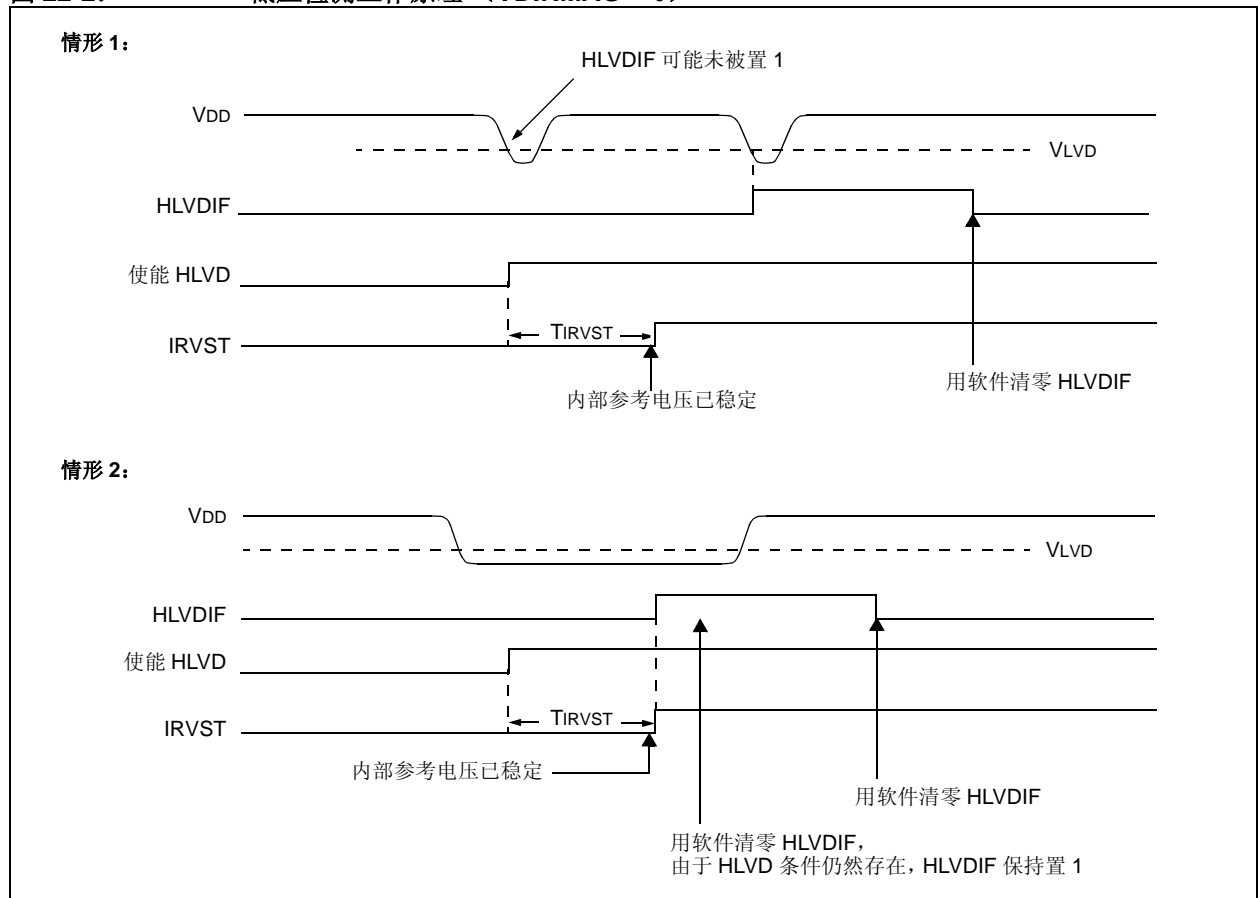 情形 1：
HLVDIF 可能未被置 1
VDD
VLVD
HLVDIF
使能 HLVD
TIRVST
IRVST
用软件清零 HLVDIF
内部参考电压已稳定
情形 2：
VDD
VLVD
HLVDIF
使能 HLVD
TIRVST
IRVST
内部参考电压已稳定
用软件清零 HLVDIF
用软件清零 HLVDIF，
由于 HLVD 条件仍然存在，HLVDIF 保持置 1